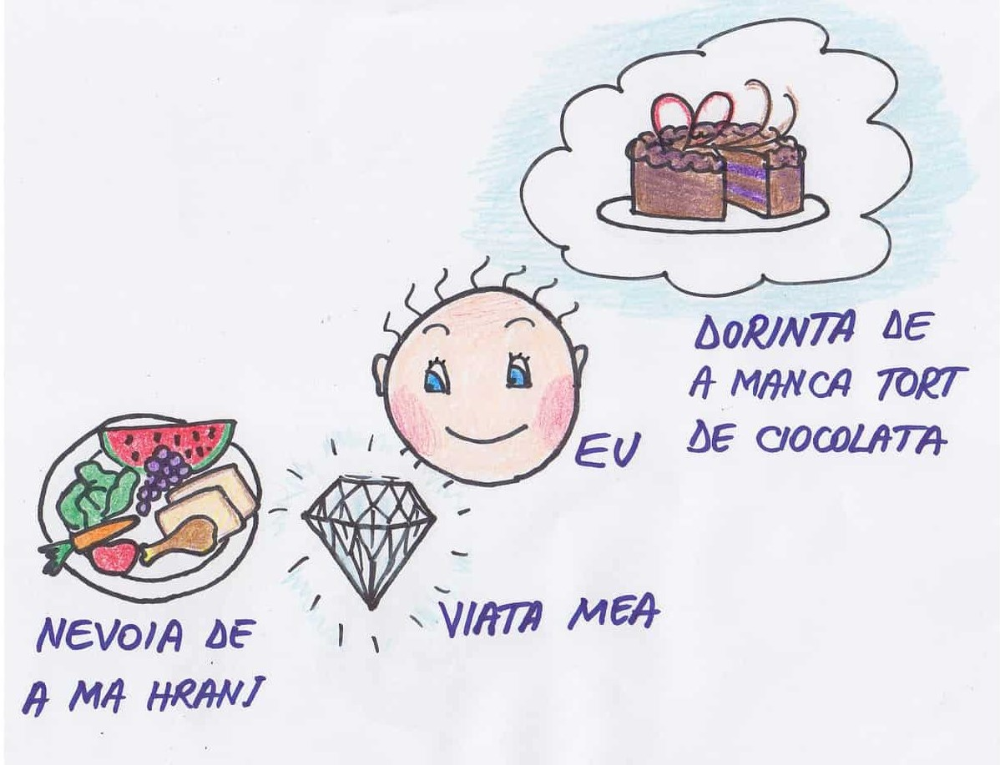 DORINTA DE
A MANCA TORT
DE CIOCOLATA
EU
VIATA MEA
NEVOIA DE
A MA HRANI